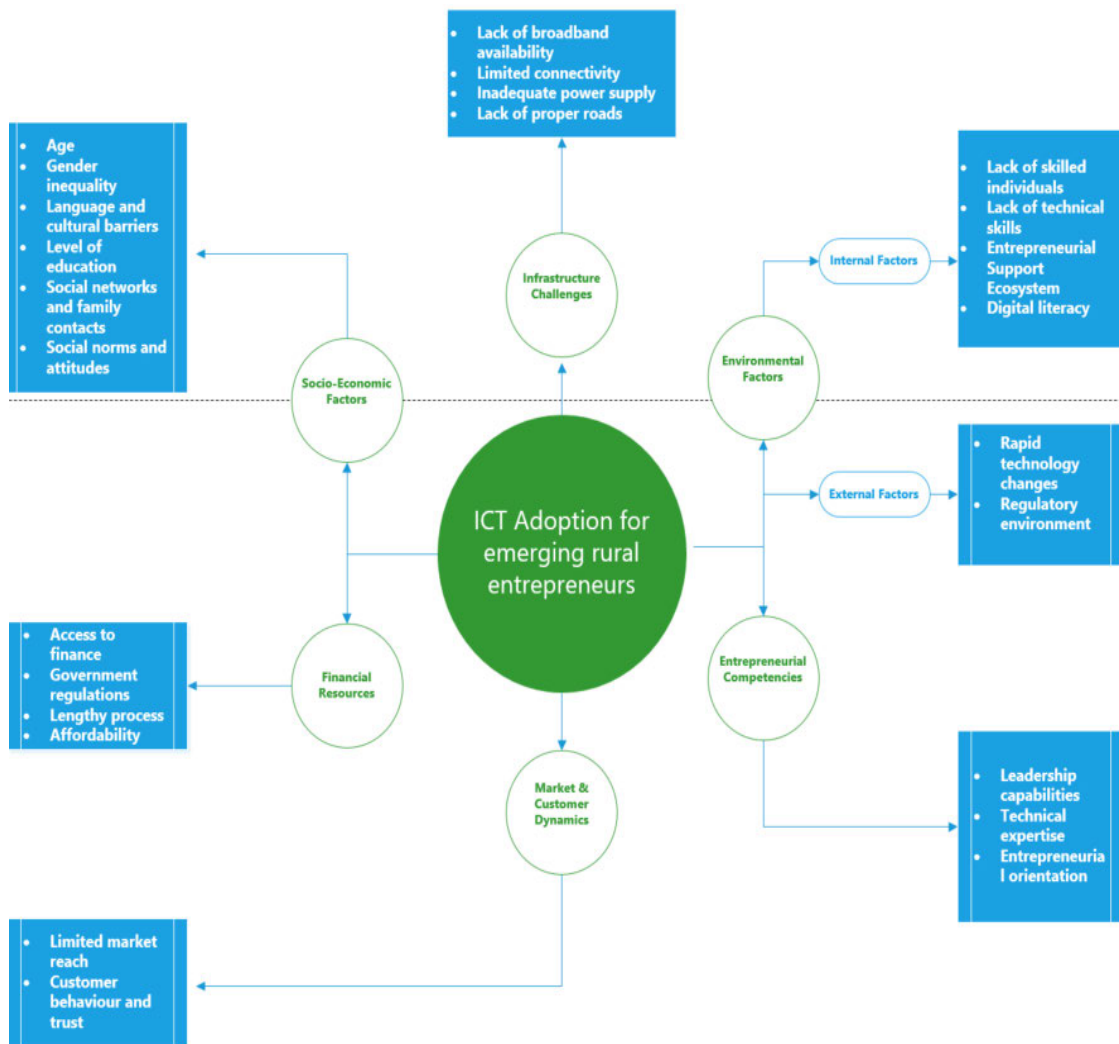 • Lack of broadband
availability
• Limited connectivity
• Inadequate power supply
• Lack of proper roads
• Age
• Gender
inequality
• Language and
cultural barriers
• Level of
education
• Social networks
and family
contacts
• Social norms and
attitudes
• Lack of skilled
individuals
• Lack of technical
skills
• Entrepreneurial
Support
Ecosystem
• Digital literacy
Infrastructure
Challenges
Internal Factors
Socio-Economic
Factors
Environmental
Factors
• Rapid
technology
changes
• Regulatory
environment
External Factors
ICT Adoption for
emerging rural
entrepreneurs
• Access to
finance
• Government
regulations
• Lengthy process
• Affordability
Financial
Resources
Entrepreneurial
Competencies
Market &
Customer
Dynamics
• Leadership
capabilities
• Technical
expertise
• Entrepreneuria
l orientation
• Limited market
reach
• Customer
behaviour and
trust